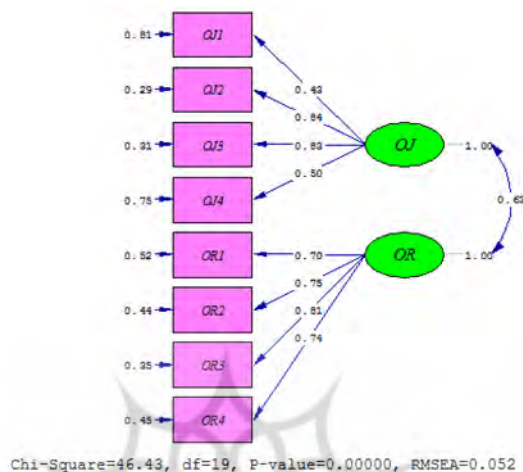 0.81 OJ1
0.43
0.29 OJ2
0.84
0.31 OJ3 0.83 OJ 1.00
0.50
0.75 OJ4
0.62
0.52 OR1 0.70 OR 1.00
0.75
0.44 OR2
0.81
0.74
0.35 OR3
0.45 OR4
Chi-Square=46.43, df=19, P-value=0.00000, RMSEA=0.052